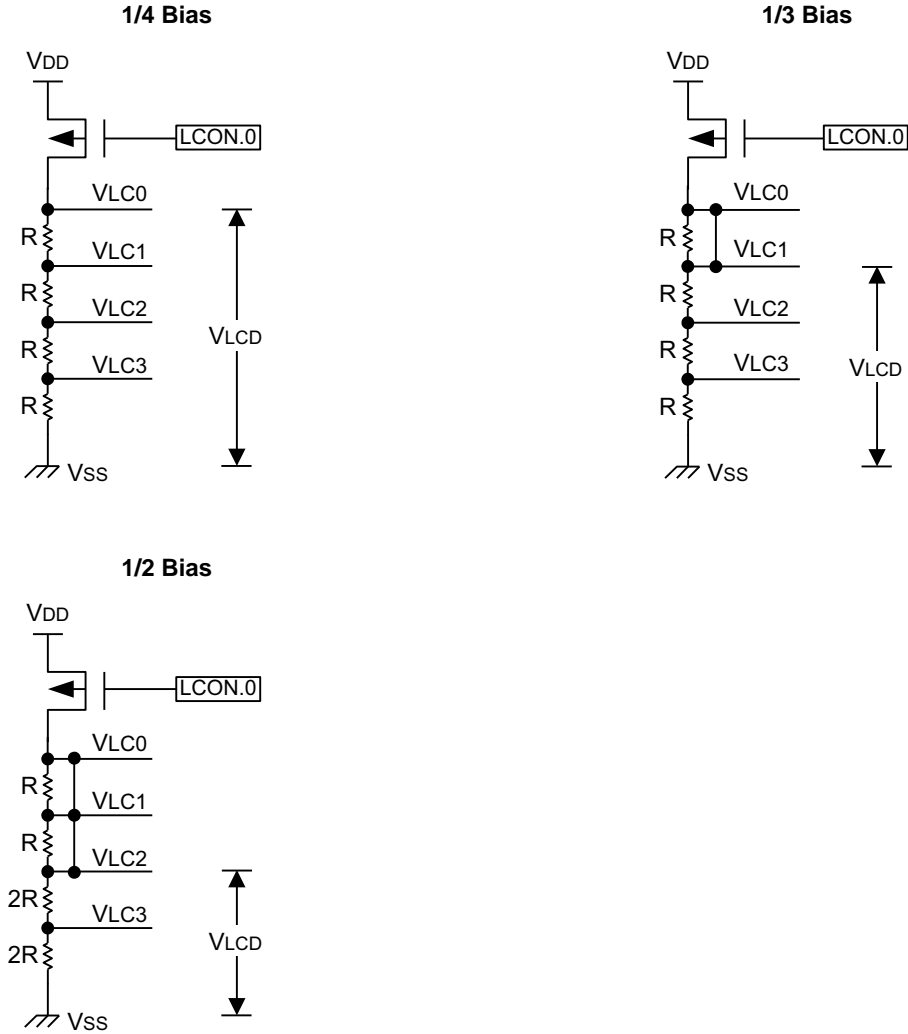 1/4 Bias
VDD
LCON.0
VLC0
R
VLC1
R
VLC2
VLCD
R
VLC3
R
VSS
1/3 Bias
VDD
LCON.0
VLC0
R
VLC1
R
VLC2
R
VLC3
VLCD
R
VSS
1/2 Bias
VDD
LCON.0
VLC0
R
VLC1
R
VLC2
2R
VLC3
VLCD
2R
VSS